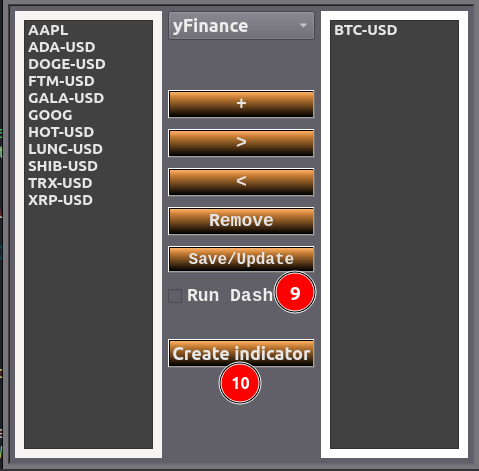 AAPL
ADA-USD
DOGE-USD
FTM-USD
GALA-USD
GOOG
HOT-USD
LUNC-USD
SHIB-USD
TRX-USD
XRP-USD
yFinance
+
>
<
Remove
Save/Update
Run Dash
9
Create indicator
10
BTC-USD